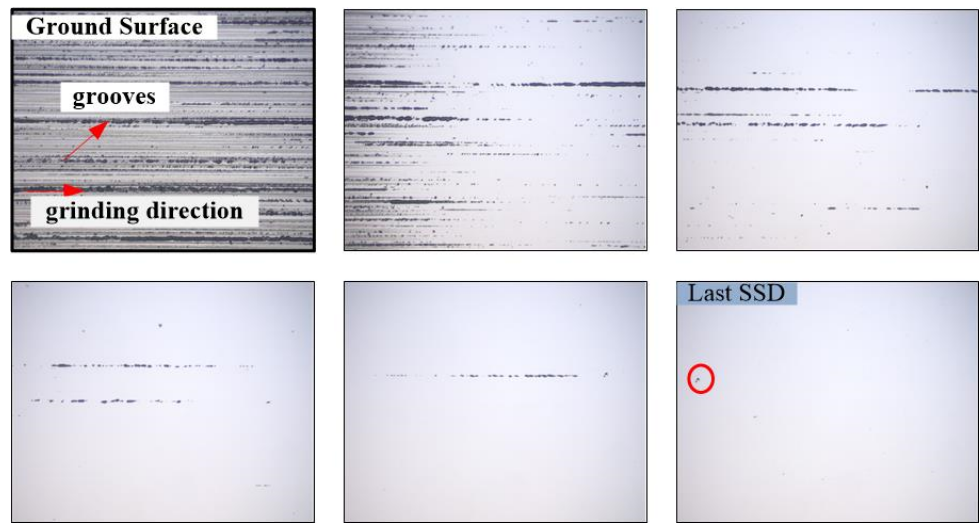 Ground Surface
grooves
grinding direction
Last SSD